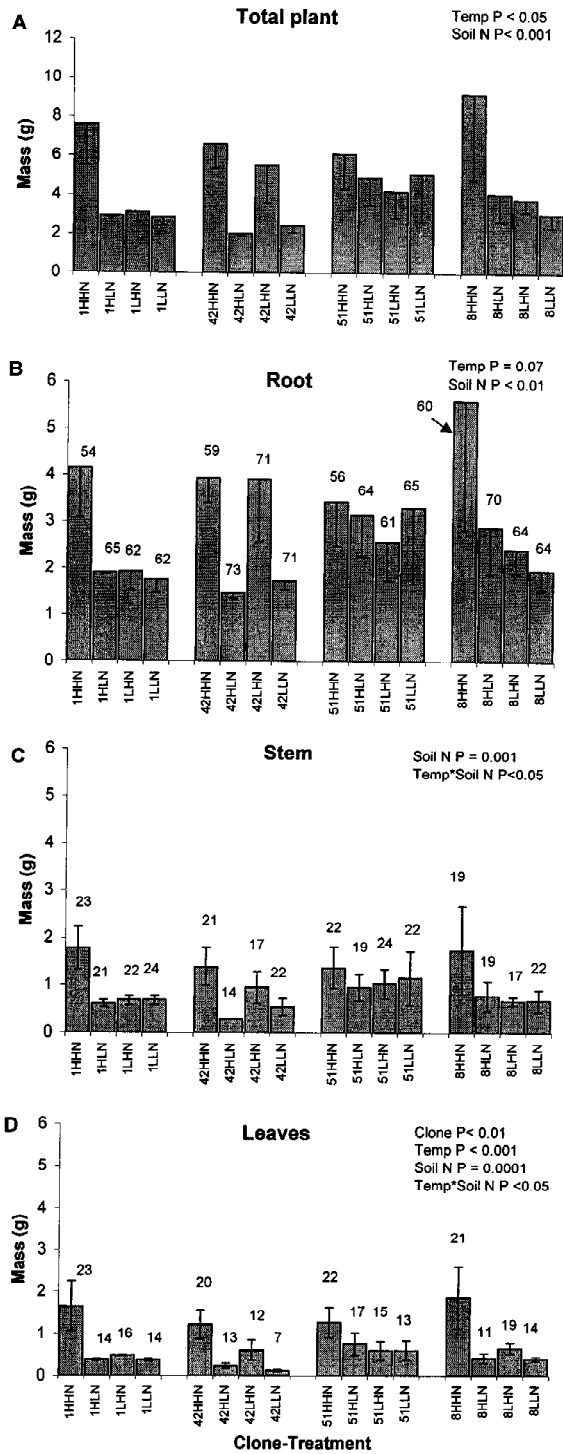 A
Total plant
Temp P < 0.05
Soil N P< 0.001
Mass (g)
12
10
8
6
4
2
0
1HHN
1HLN
1LHN
1LLN
42HHN
42HLN
42LHN
42LLN
51HHN
51HLN
51LHN
51LLN
8HHN
8HLN
8LHN
8LLN
B
Root
Temp P = 0.07
Soil N P < 0.01
Mass (g)
6
5
4
3
2
1
0
54
65
62
62
59
73
71
71
56
64
61
65
60
70
64
64
1HHN
1HLN
1LHN
1LLN
42HHN
42HLN
42LHN
42LLN
51HHN
51HLN
51LHN
51LLN
8HHN
8HLN
8LHN
8LLN
C
Stem
Soil N P = 0.001
Temp*Soil N P<0.05
Mass (g)
6
5
4
3
2
1
0
23
21
22
24
21
14
17
22
22
19
24
22
19
19
17
22
1HHN
1HLN
1LHN
1LLN
42HHN
42HLN
42LHN
42LLN
51HHN
51HLN
51LHN
51LLN
8HHN
8HLN
8LHN
8LLN
D
Leaves
Clone P< 0.01
Temp P < 0.001
Soil N P = 0.0001
Temp*Soil N P <0.05
Mass (g)
6
5
4
3
2
1
0
23
14
16
14
20
13
12
7
22
17
15
13
21
11
19
14
1HHN
1HLN
1LHN
1LLN
42HHN
42HLN
42LHN
42LLN
51HHN
51HLN
51LHN
51LLN
8HHN
8HLN
8LHN
8LLN
Clone-Treatment